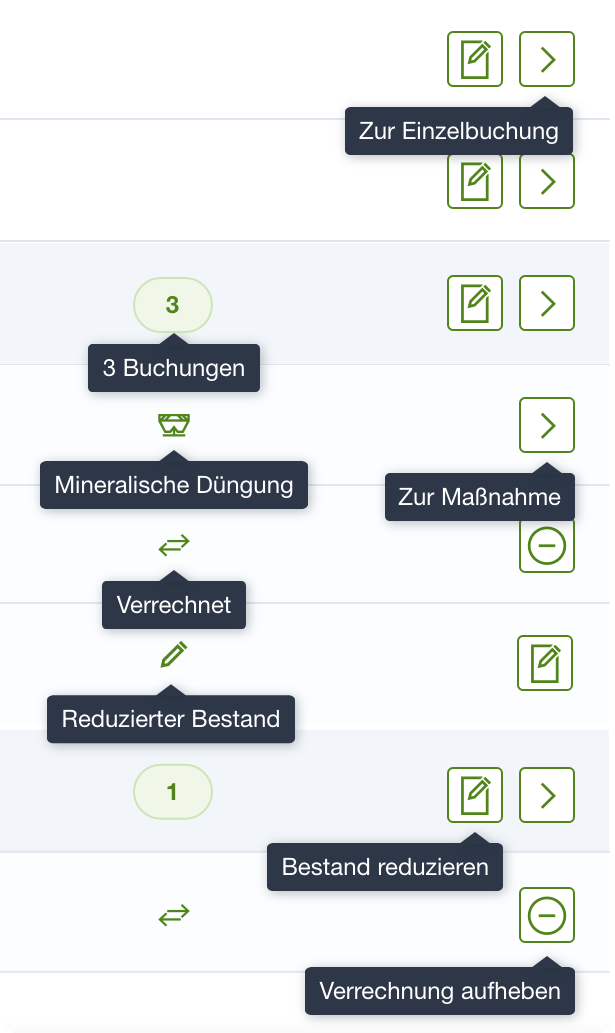 Zur Einzelbuchung
3
3 Buchungen
Mineralische Düngung
Zur Maßnahme
Verrechnet
Reduzierter Bestand
1
Bestand reduzieren
Verrechnung aufheben